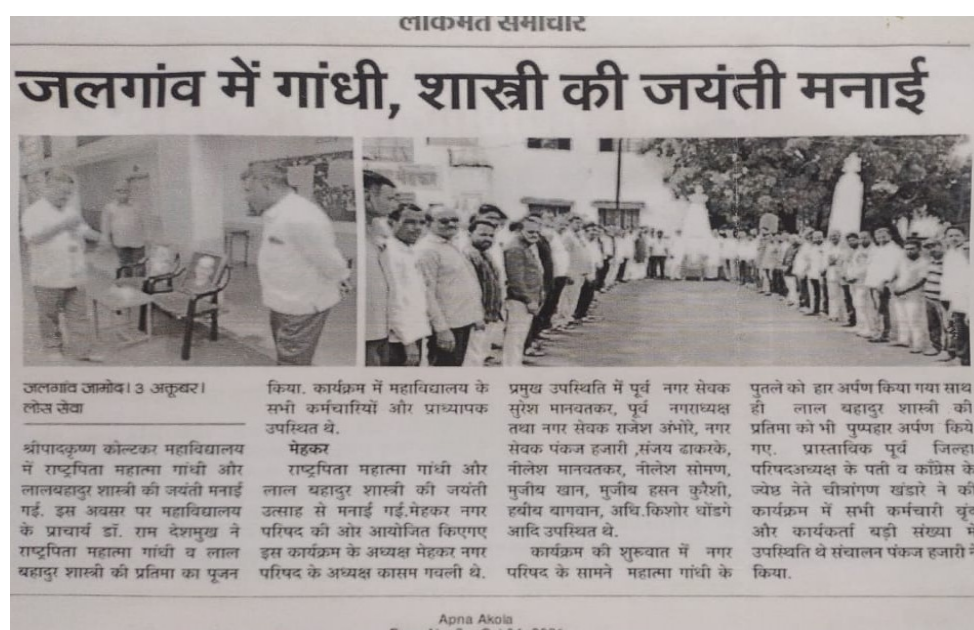 लोकमत समाचार
जलगांव में गांधी, शास्त्री की जयंती मनाई
जलगांव जामोद। 3 अक्तूबर।
लोस सेवा
श्रीपादकृष्ण कोल्टकर महाविद्यालय
में राष्ट्रपिता महात्मा गांधी और
लालबहादुर शास्त्री की जयंती मनाई
गई. इस अवसर पर महाविद्यालय
के प्राचार्य डॉ. राम देशमुख ने
राष्ट्रपिता महात्मा गांधी व लाल
बहादुर शास्त्री की प्रतिमा का पूजन
किया. कार्यक्रम में महाविद्यालय के
सभी कर्मचारियों और प्राध्यापक
उपस्थित थे.
मेहकर
राष्ट्रपिता महात्मा गांधी और
लाल बहादुर शास्त्री की जयंती
उत्साह से मनाई गई.मेहकर नगर
परिषद की ओर आयोजित किएगए
इस कार्यक्रम के अध्यक्ष मेहकर नगर
परिषद के अध्यक्ष कासम गवली थे.
प्रमुख उपस्थिति में पूर्व नगर सेवक
सुरेश मानवतकर, पूर्व नगराध्यक्ष
तथा नगर सेवक राजेश अंभोरे, नगर
सेवक पंकज हजारी ,संजय ढाकरके,
नीलेश मानवतकर, नीलेश सोमण,
मुजीब खान, मुजीब हसन कुरैशी,
हबीब बागवान, अधि.किशोर धोंडगे
आदि उपस्थित थे.
कार्यक्रम की शुरूवात में नगर
परिषद के सामने महात्मा गांधी के
पुतले को हार अर्पण किया गया साथ
ही लाल बहादुर शास्त्री की
प्रतिमा को भी पुष्पहार अर्पण किये
गए. प्रास्ताविक पूर्व जिल्हा
परिषदअध्यक्ष के पती व काँग्रेस के
ज्येष्ठ नेते चीत्रांगण खंडारे ने की
कार्यक्रम में सभी कर्मचारी वृंद
और कार्यकर्ता बड़ी संख्या में
उपस्थिति थे संचालन पंकज हजारी ने
किया.
Apna Akola